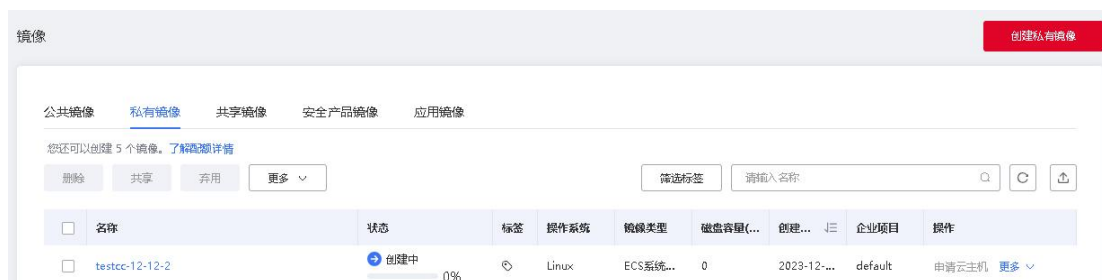 镜像
创建私有镜像
公共镜像 私有镜像 共享镜像 安全产品镜像 应用镜像
您还可以创建 5 个镜像。了解配额详情
删除 共享 弃用 更多 筛选标签 请输入名称
名称 状态 标签 操作系统 镜像类型 磁盘容量(... 创建... 企业项目 操作
testcc-12-12-2 创建中 0% Linux ECS系统... 0 2023-12-... default 申请云主机 更多